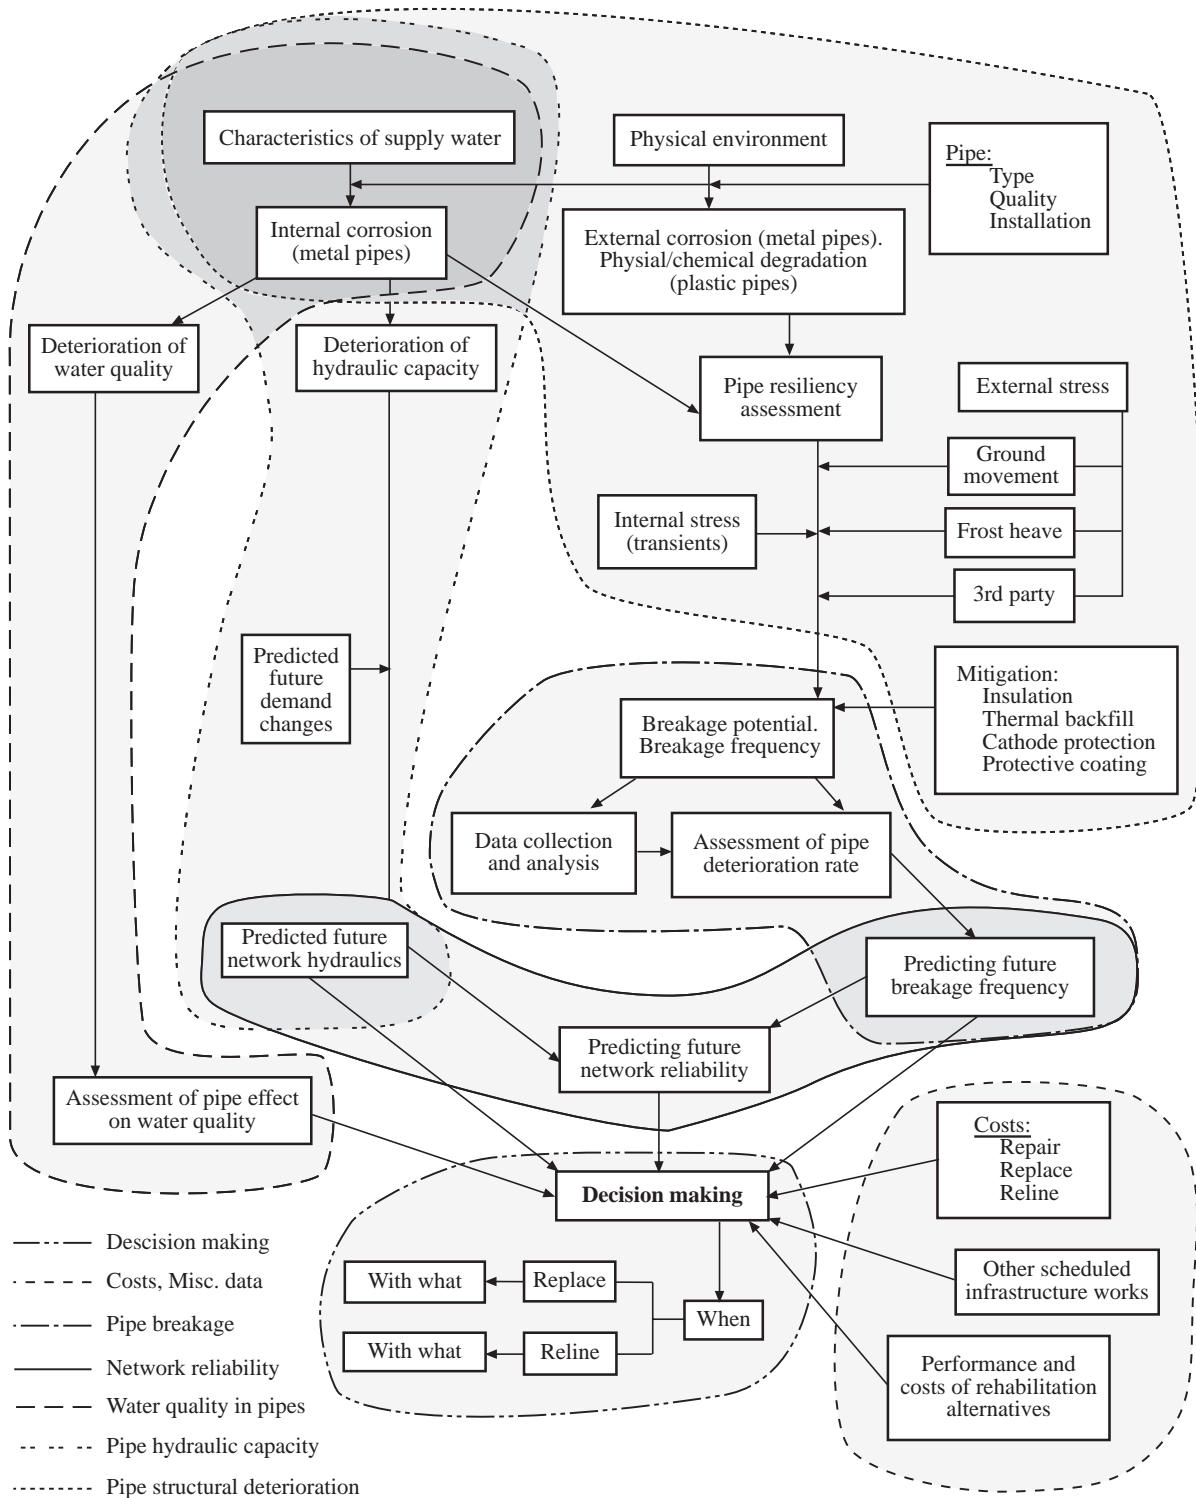 Characteristics of supply water
Physical environment
Pipe:
Type
Quality
Installation
Internal corrosion
(metal pipes)
External corrosion (metal pipes).
Physial/chemical degradation
(plastic pipes)
Deterioration of
water quality
Deterioration of
hydraulic capacity
Pipe resiliency
assessment
External stress
Ground
movement
Internal stress
(transients)
Frost heave
3rd party
Predicted
future
demand
changes
Mitigation:
Insulation
Thermal backfill
Cathode protection
Protective coating
Breakage potential.
Breakage frequency
Data collection
and analysis
Assessment of pipe
deterioration rate
Predicted future
network hydraulics
Predicting future
breakage frequency
Predicting future
network reliability
Assessment of pipe effect
on water quality
Costs:
Repair
Replace
Reline
Decision making
Other scheduled
infrastructure works
With what
Replace
When
With what
Reline
Performance and
costs of rehabilitation
alternatives
Descision making
Costs, Misc. data
Pipe breakage
Network reliability
Water quality in pipes
Pipe hydraulic capacity
Pipe structural deterioration